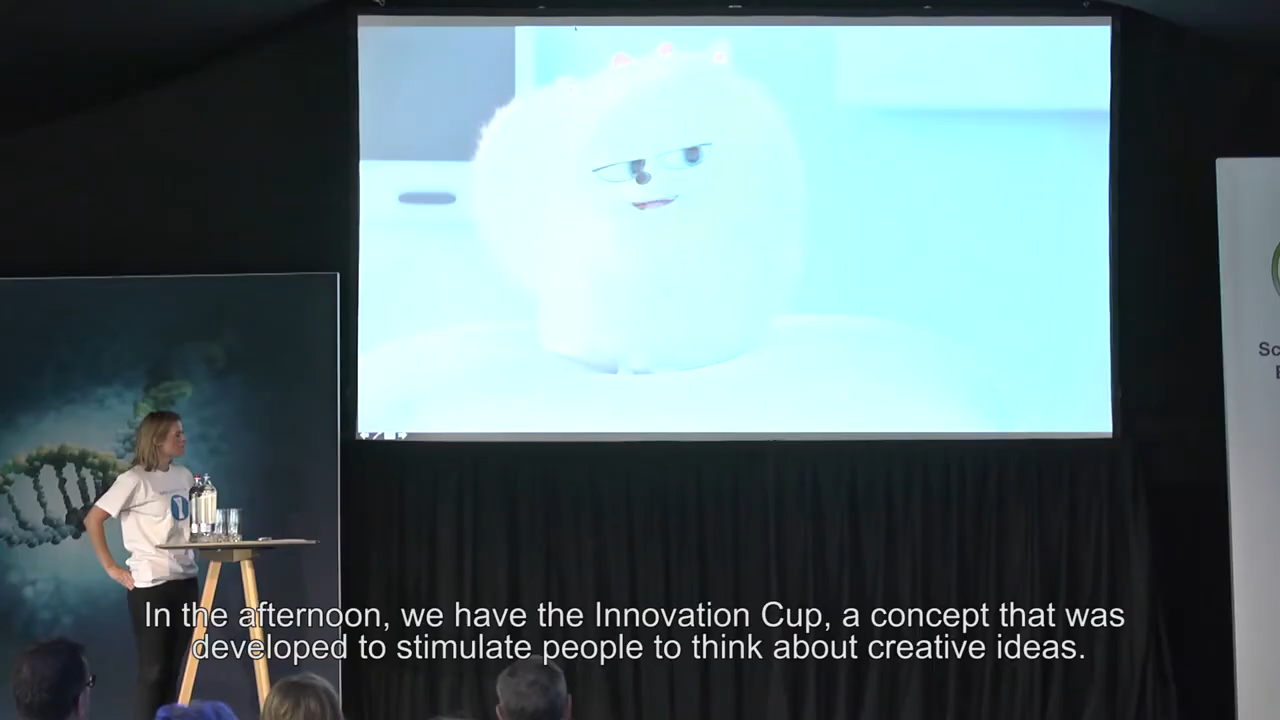 Sc
E
In the afternoon, we have the Innovation Cup, a concept that was
developed to stimulate people to think about creative ideas.